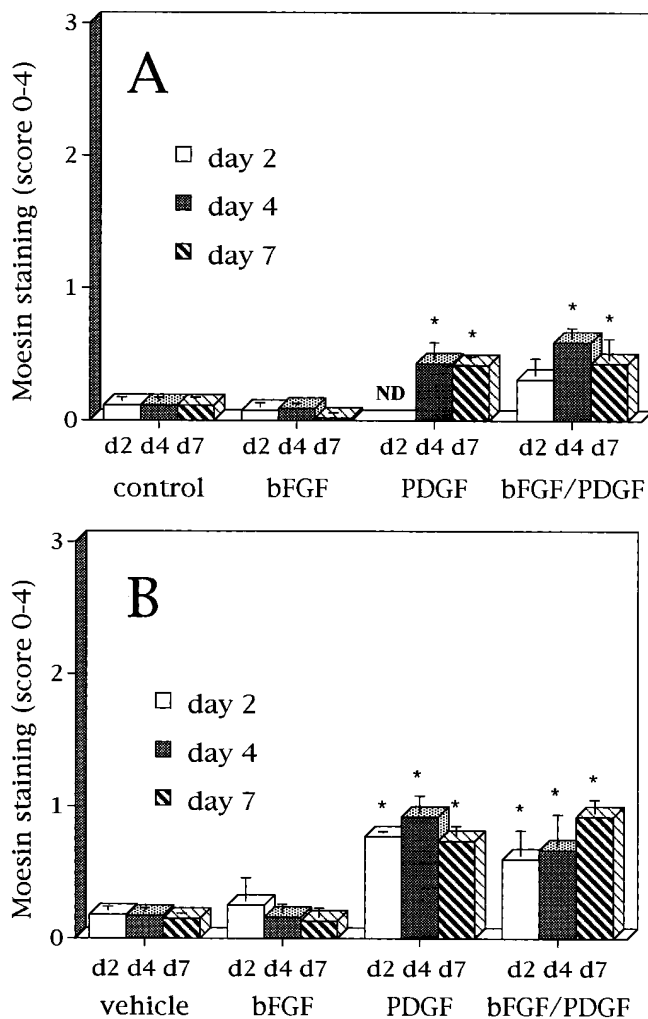 3
A
day 2
2
day 4
day 7
1
* * * *
ND
0
d2 d4 d7 d2 d4 d7 d2 d4 d7 d2 d4 d7
control bFGF PDGF bFGF/PDGF
Moesin staining (score 0-4)
3
B
2
day 2
day 4
day 7
1
* * * * * *
0
d2 d4 d7 d2 d4 d7 d2 d4 d7 d2 d4 d7
vehicle bFGF PDGF bFGF/PDGF
Moesin staining (score 0-4)